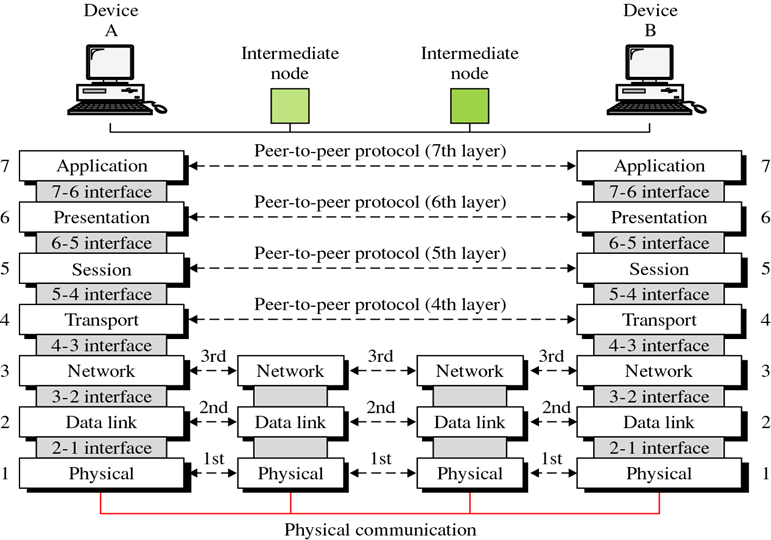 Device
A
Device
B
Intermediate
node
Intermediate
node
7 Application Peer-to-peer protocol (7th layer) Application 7
7-6 interface 7-6 interface
6 Presentation Peer-to-peer protocol (6th layer) Presentation 6
6-5 interface 6-5 interface
5 Session Peer-to-peer protocol (5th layer) Session 5
5-4 interface 5-4 interface
4 Transport Peer-to-peer protocol (4th layer) Transport 4
4-3 interface 4-3 interface
3 Network 3rd Network 3rd Network 3rd Network 3
3-2 interface 3-2 interface
2 Data link 2nd Data link 2nd Data link 2nd Data link 2
2-1 interface 2-1 interface
1 Physical 1st Physical 1st Physical 1st Physical 1
Physical communication